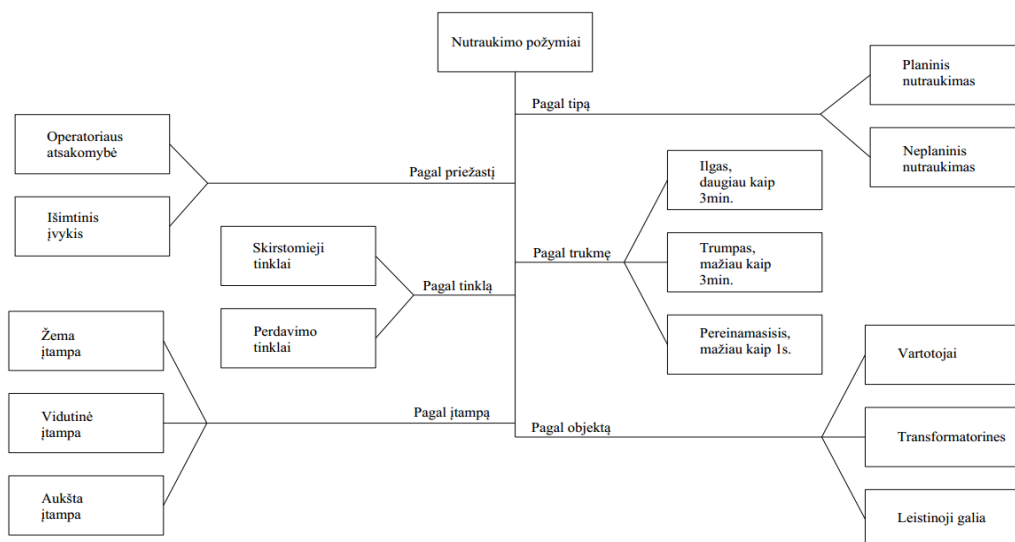 Nutraukimo požymiai
Pagal tipą
Planinis
nutraukimas
Neplaninis
nutraukimas
Operatoriaus
atsakomybė
Išimtinis
įvykis
Pagal priežastį
Ilgas,
daugiau kaip
3min.
Trumpas,
mažiau kaip
3min.
Pereinamasisis,
mažiau kaip 1s.
Pagal trukmę
Skirstomieji
tinklai
Perdavimo
tinklai
Pagal tinklą
Žema
įtampa
Vidutinė
įtampa
Aukšta
įtampa
Pagal įtampą
Pagal objektą
Vartotojai
Transformatorines
Leistinoji galia